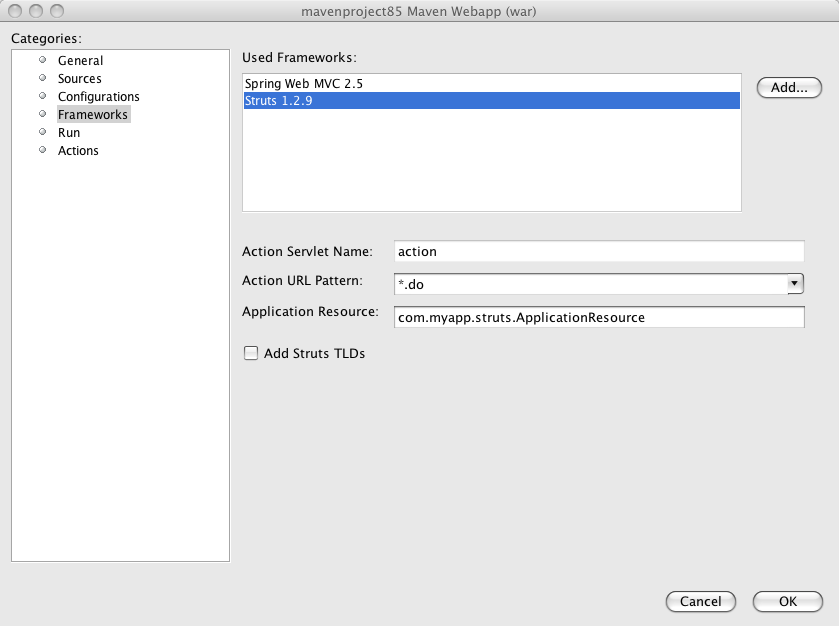 mavenproject85 Maven Webapp (war)
Categories:
General
Sources
Configurations
Frameworks
Run
Actions
Used Frameworks:
Spring Web MVC 2.5
Struts 1.2.9
Add...
Action Servlet Name: action
Action URL Pattern: *.do
Application Resource: com.myapp.struts.ApplicationResource
Add Struts TLDs
Cancel OK